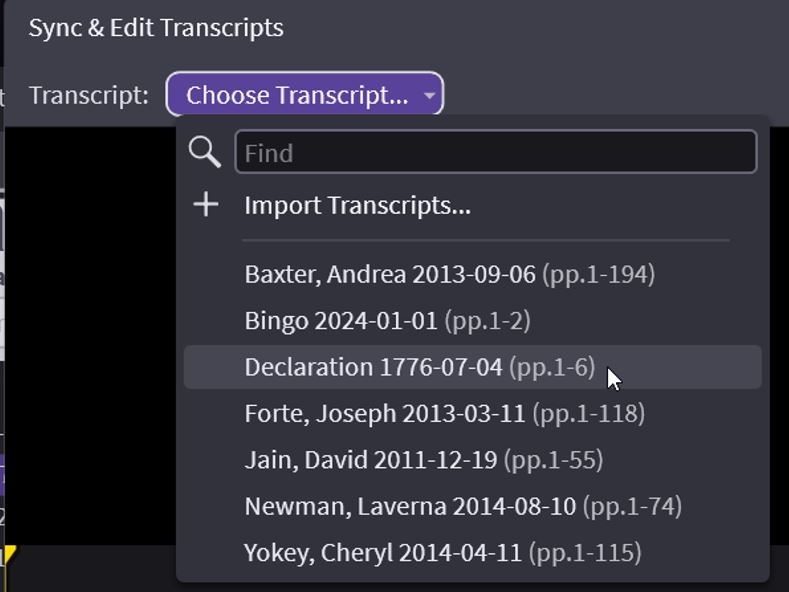 Sync & Edit Transcripts
Transcript: Choose Transcript...
Find
Import Transcripts...
Baxter, Andrea 2013-09-06 (pp.1-194)
Bingo 2024-01-01 (pp.1-2)
Declaration 1776-07-04 (pp.1-6)
Forte, Joseph 2013-03-11 (pp.1-118)
Jain, David 2011-12-19 (pp.1-55)
Newman, Laverna 2014-08-10 (pp.1-74)
Yokey, Cheryl 2014-04-11 (pp.1-115)